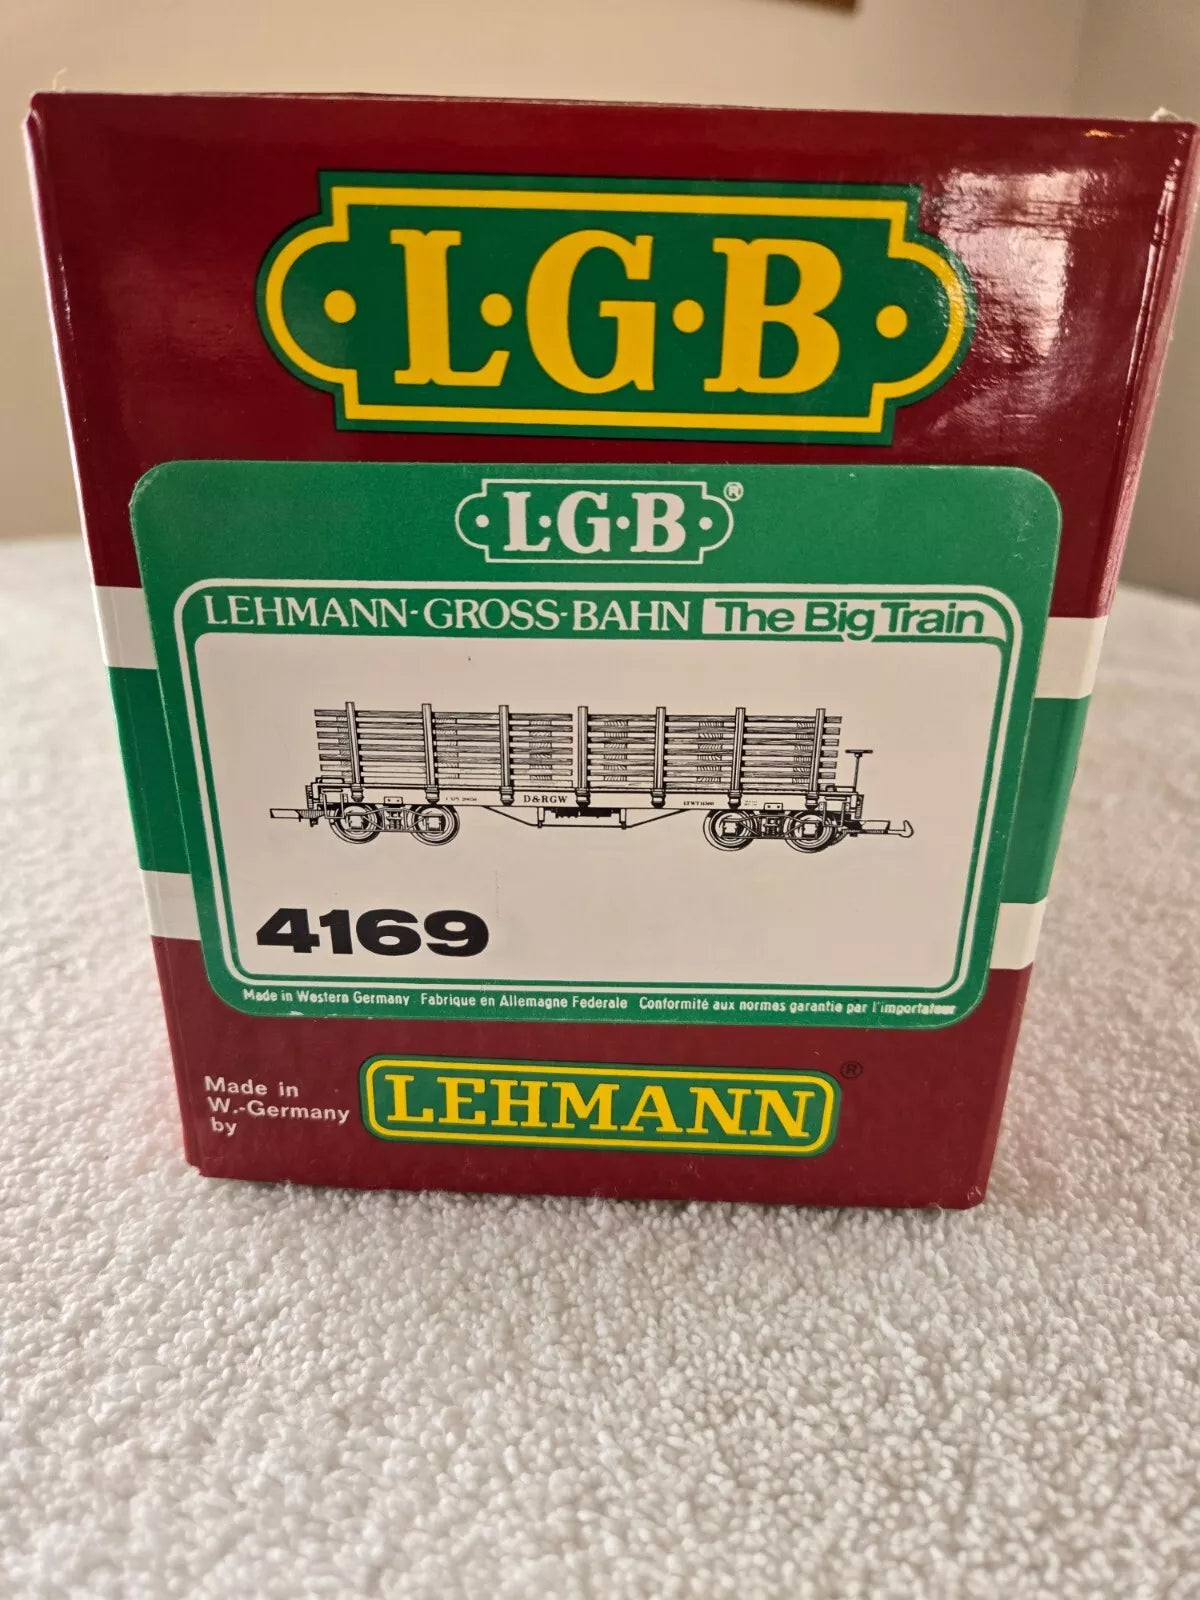 L·G·B
L·G·B®
LEHMANN-GROSS-BAHN The Big Train
D&RGW
4169
Made in Western Germany Fabrique en Allemagne Federale Conformité aux normes garantie par l'importateur
Made in
W.-Germany
by
LEHMANN®